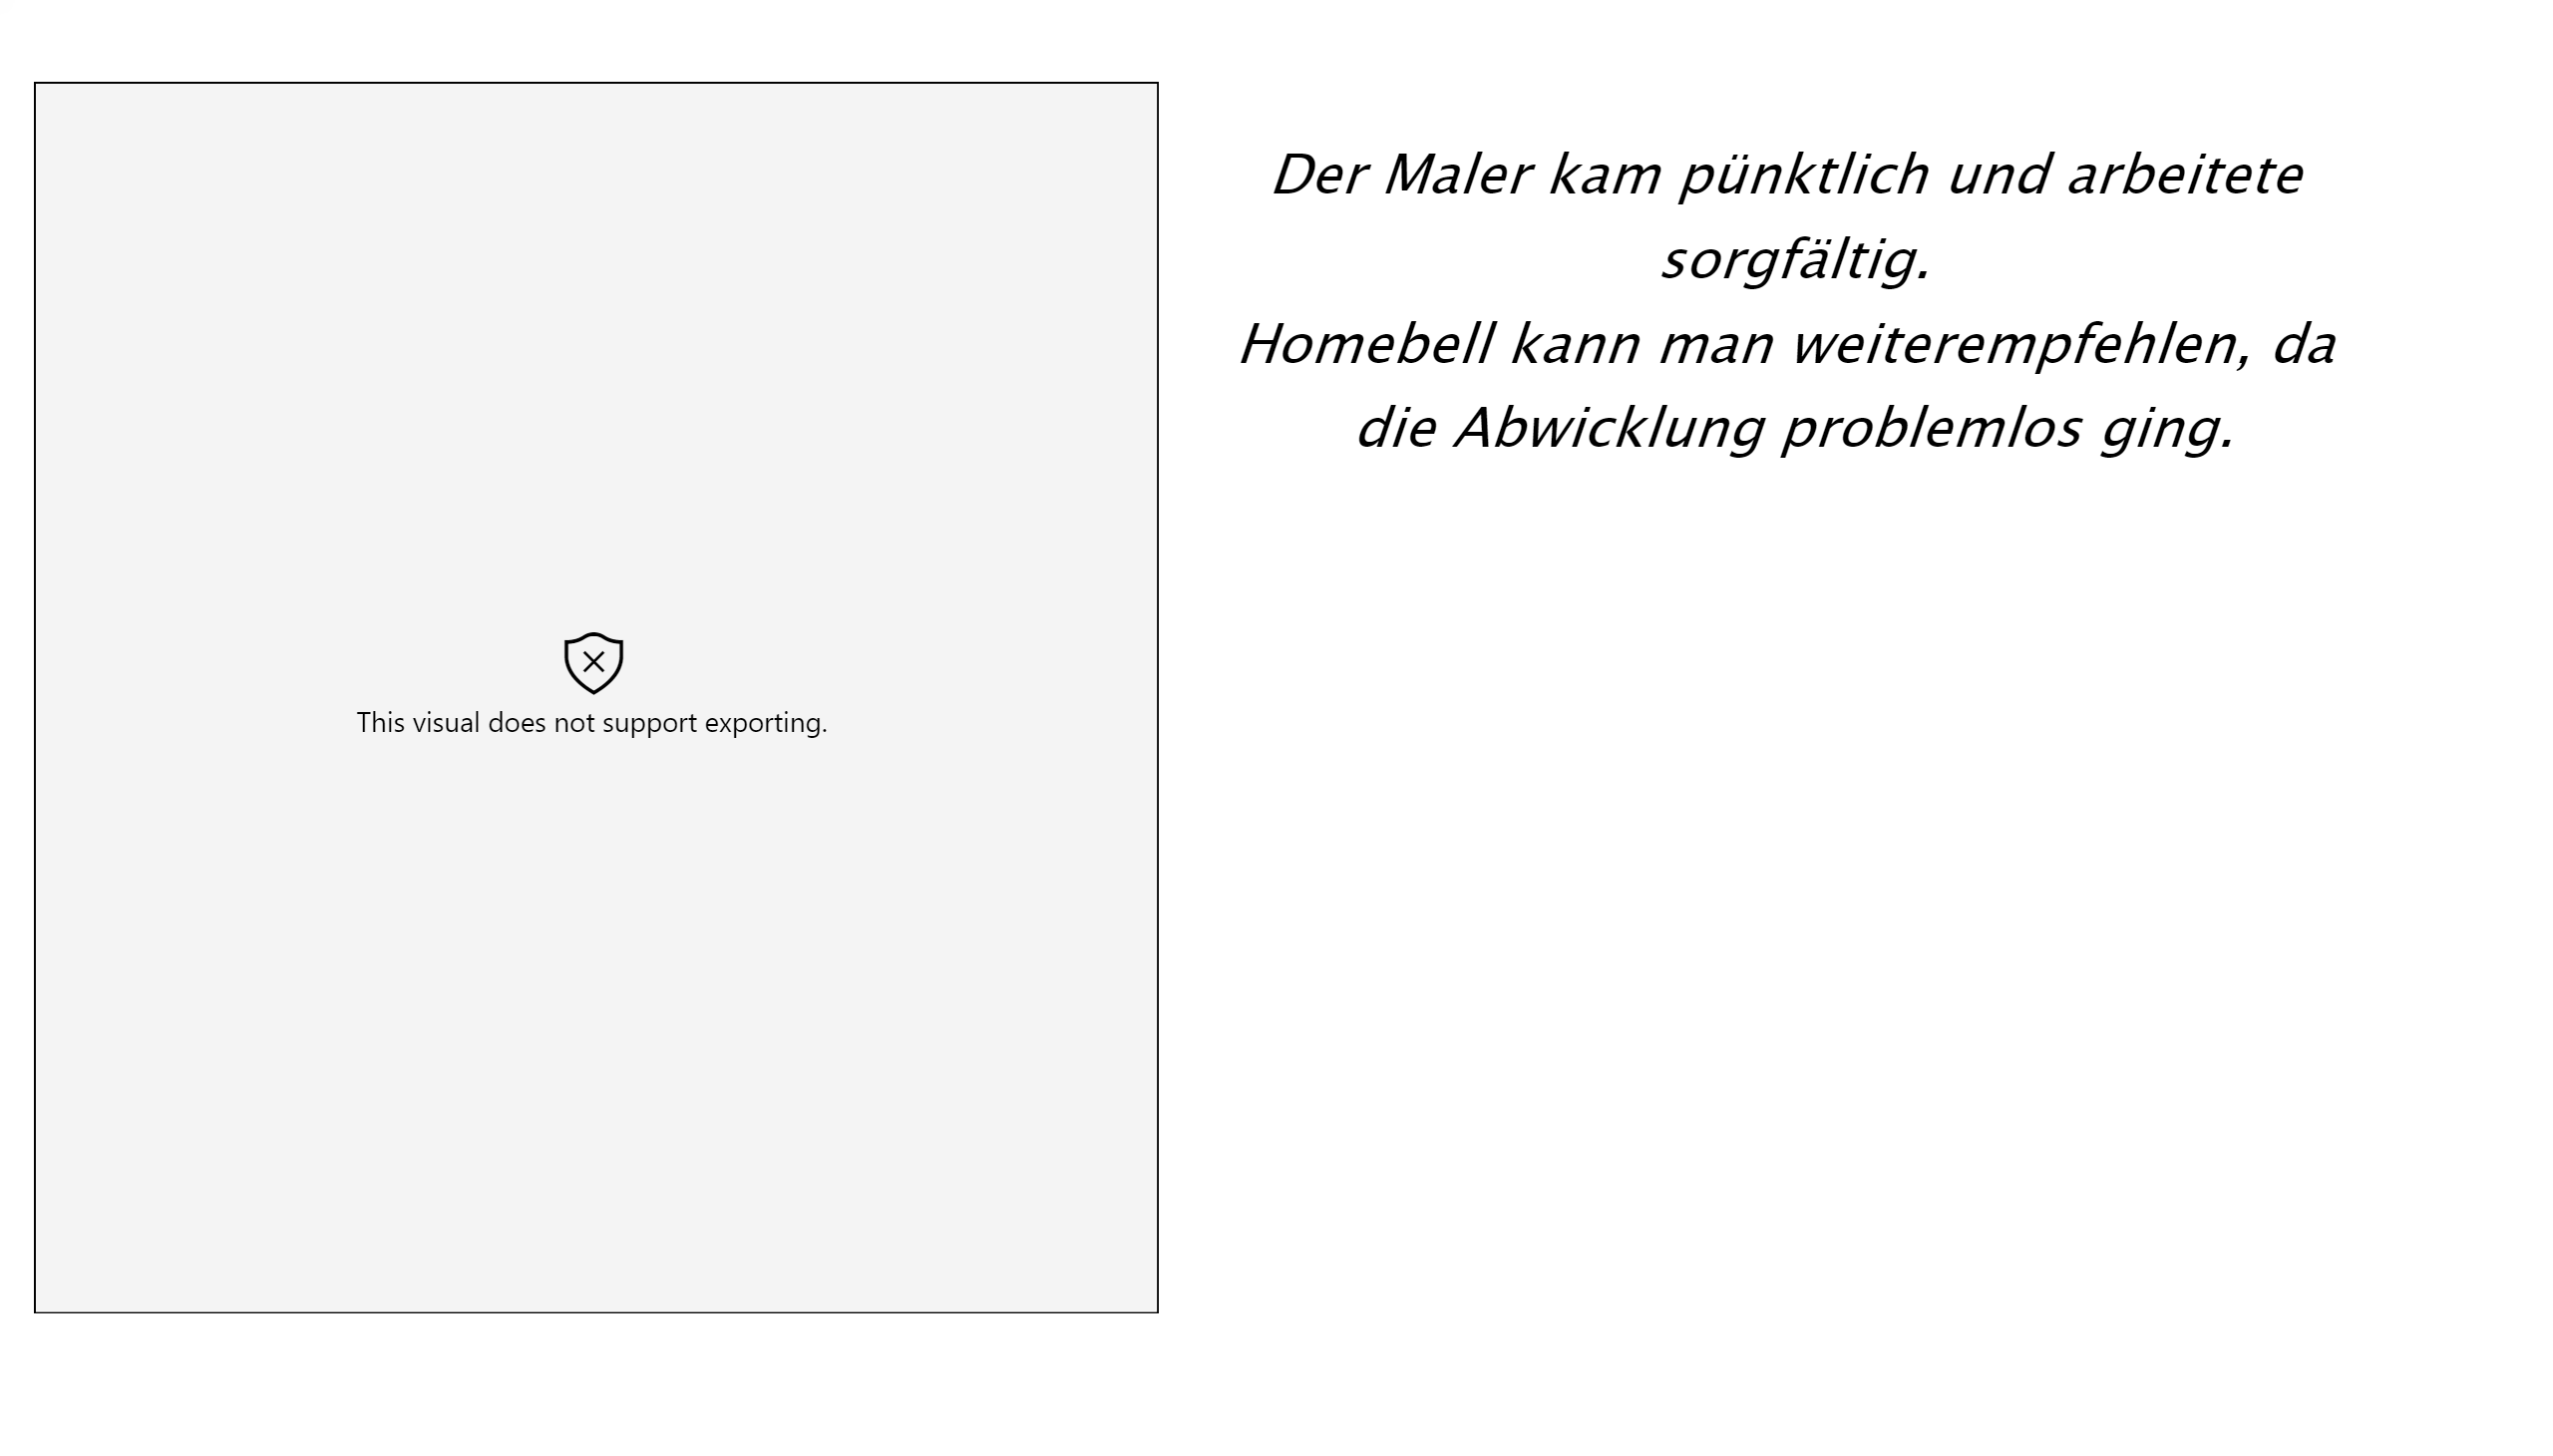 Der Maler kam pünktlich und arbeitete
sorgfältig.
Homebell kann man weiterempfehlen, da
die Abwicklung problemlos ging.
This visual does not support exporting.